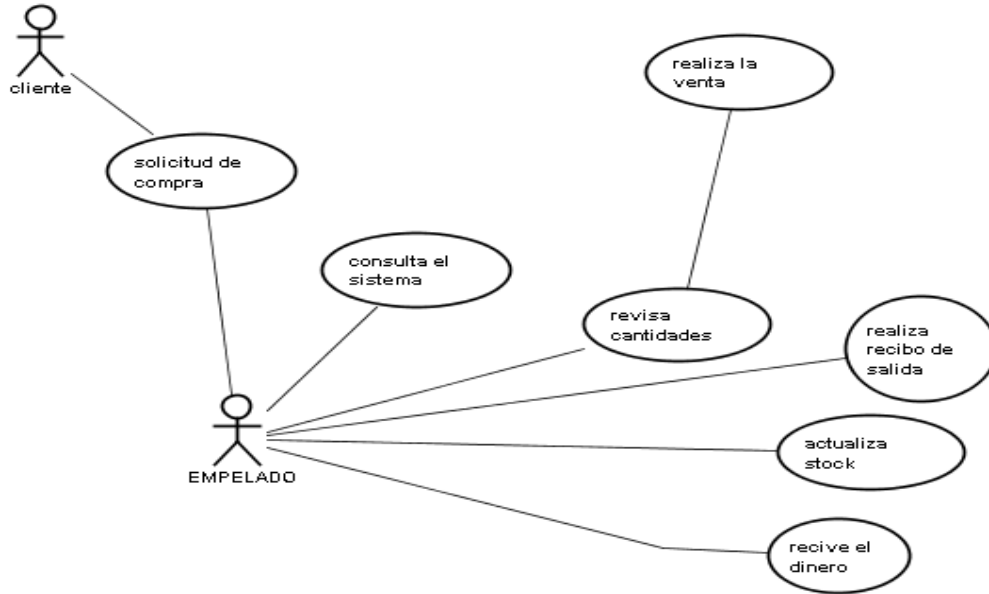 cliente
realiza la
venta
solicitud de
compra
consulta el
sistema
revisa
cantidades
realiza
recibo de
salida
EMPELADO
actualiza
stock
recive el
dinero